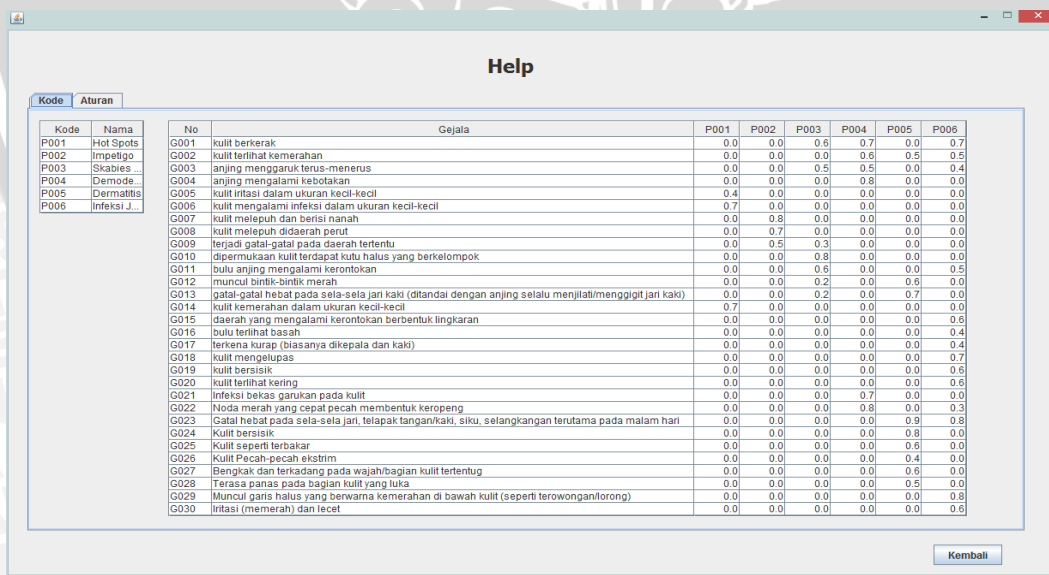 Help
Kode Aturan
Kode Nama
P001 Hot Spots
P002 Impetigo
P003 Skabies ...
P004 Demode...
P005 Dermatitis
P006 Infeksi J...
No Gejala P001 P002 P003 P004 P005 P006
G001 kulit berkerak 0.0 0.0 0.6 0.7 0.0 0.7
G002 kulit terlihat kemerahan 0.0 0.0 0.0 0.6 0.5 0.5
G003 anjing menggaruk terus-menerus 0.0 0.0 0.5 0.5 0.0 0.4
G004 anjing mengalami kebotakan 0.0 0.0 0.0 0.8 0.0 0.0
G005 kulit iritasi dalam ukuran kecil-kecil 0.4 0.0 0.0 0.0 0.0 0.0
G006 kulit mengalami infeksi dalam ukuran kecil-kecil 0.7 0.0 0.0 0.0 0.0 0.0
G007 kulit melepuh dan berisi nanah 0.0 0.8 0.0 0.0 0.0 0.0
G008 kulit melepuh didaerah perut 0.0 0.7 0.0 0.0 0.0 0.0
G009 terjadi gatal-gatal pada daerah tertentu 0.0 0.5 0.3 0.0 0.0 0.0
G010 dipermukaan kulit terdapat kutu halus yang berkelompok 0.0 0.0 0.8 0.0 0.0 0.0
G011 bulu anjing mengalami kerontokan 0.0 0.0 0.6 0.0 0.0 0.5
G012 muncul bintik-bintik merah 0.0 0.0 0.2 0.0 0.6 0.0
G013 gatal-gatal hebat pada sela-sela jari kaki (ditandai dengan anjing selalu menjilati/menggigit jari kaki) 0.0 0.0 0.2 0.0 0.7 0.0
G014 kulit kemerahan dalam ukuran kecil-kecil 0.7 0.0 0.0 0.0 0.0 0.0
G015 daerah yang mengalami kerontokan berbentuk lingkaran 0.0 0.0 0.0 0.0 0.0 0.6
G016 bulu terlihat basah 0.0 0.0 0.0 0.0 0.0 0.4
G017 terkena kurap (biasanya dikepala dan kaki) 0.0 0.0 0.0 0.0 0.0 0.4
G018 kulit mengelupas 0.0 0.0 0.0 0.0 0.0 0.7
G019 kulit bersisik 0.0 0.0 0.0 0.0 0.0 0.6
G020 kulit terlihat kering 0.0 0.0 0.0 0.0 0.0 0.6
G021 Infeksi bekas garukan pada kulit 0.0 0.0 0.0 0.7 0.0 0.0
G022 Noda merah yang cepat pecah membentuk keropeng 0.0 0.0 0.0 0.8 0.0 0.3
G023 Gatal hebat pada sela-sela jari, telapak tangan/kaki, siku, selangkangan terutama pada malam hari 0.0 0.0 0.0 0.0 0.9 0.8
G024 Kulit bersisik 0.0 0.0 0.0 0.0 0.8 0.0
G025 Kulit seperti terbakar 0.0 0.0 0.0 0.0 0.6 0.0
G026 Kulit Pecah-pecah ekstrim 0.0 0.0 0.0 0.0 0.4 0.0
G027 Bengkak dan terkadang pada wajah/bagian kulit tertentug 0.0 0.0 0.0 0.0 0.6 0.0
G028 Terasa panas pada bagian kulit yang luka 0.0 0.0 0.0 0.0 0.5 0.0
G029 Muncul garis halus yang berwarna kemerahan di bawah kulit (seperti terowongan/lorong) 0.0 0.0 0.0 0.0 0.0 0.8
G030 Iritasi (memerah) dan lecet 0.0 0.0 0.0 0.0 0.0 0.6
Kembali